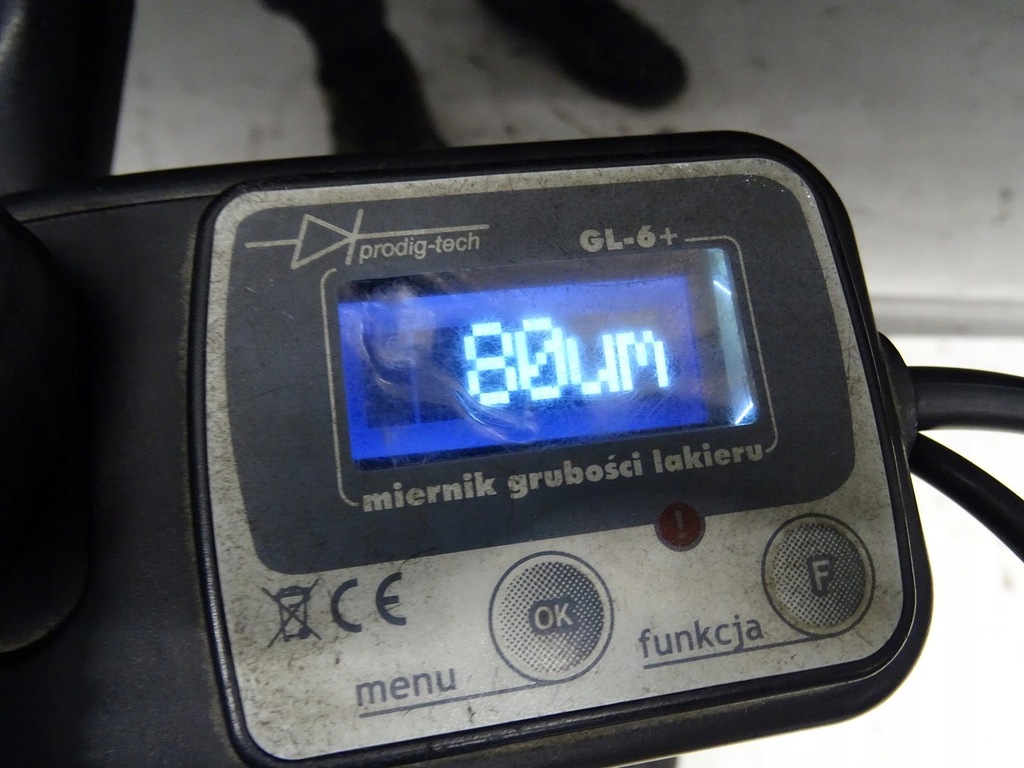 prodig-tech
GL-6+
80um
miernik grubości lakieru
!
CE
OK
F
menu
funkcja